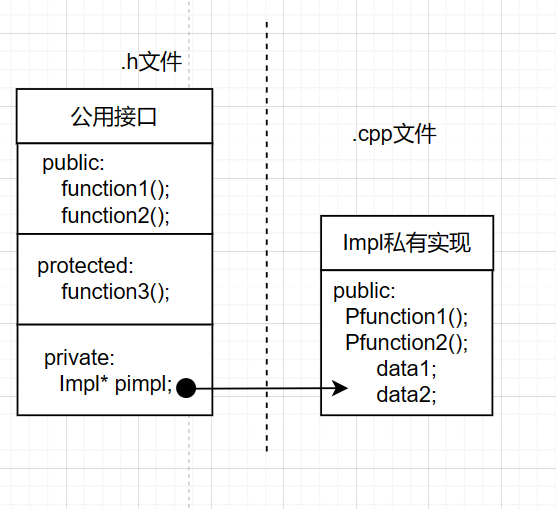 .h文件
公用接口
public:
function1();
function2();
protected:
function3();
private:
Impl* pimpl;
.cpp文件
Impl私有实现
public:
Pfunction1();
Pfunction2();
data1;
data2;